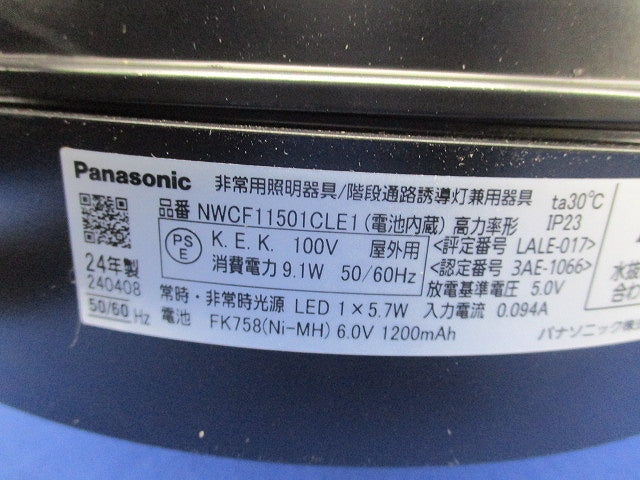 Panasonic 非常用照明器具/階段通路誘導灯兼用器具 ta30℃
品番 NWCF11501CLE1(電池内蔵) 高力率形 IP23
PS E K. E. K. 100V 屋外用 <評定番号 LALE-017>
24年製 消費電力 9.1W 50/60Hz <認定番号 3AE-1066>
240408 放電基準電圧 5.0V
常時・非常時光源 LED 1×5.7W 入力電流 0.094A
50/60 Hz 電池 FK758(Ni-MH) 6.0V 1200mAh パナソニック株
合わ